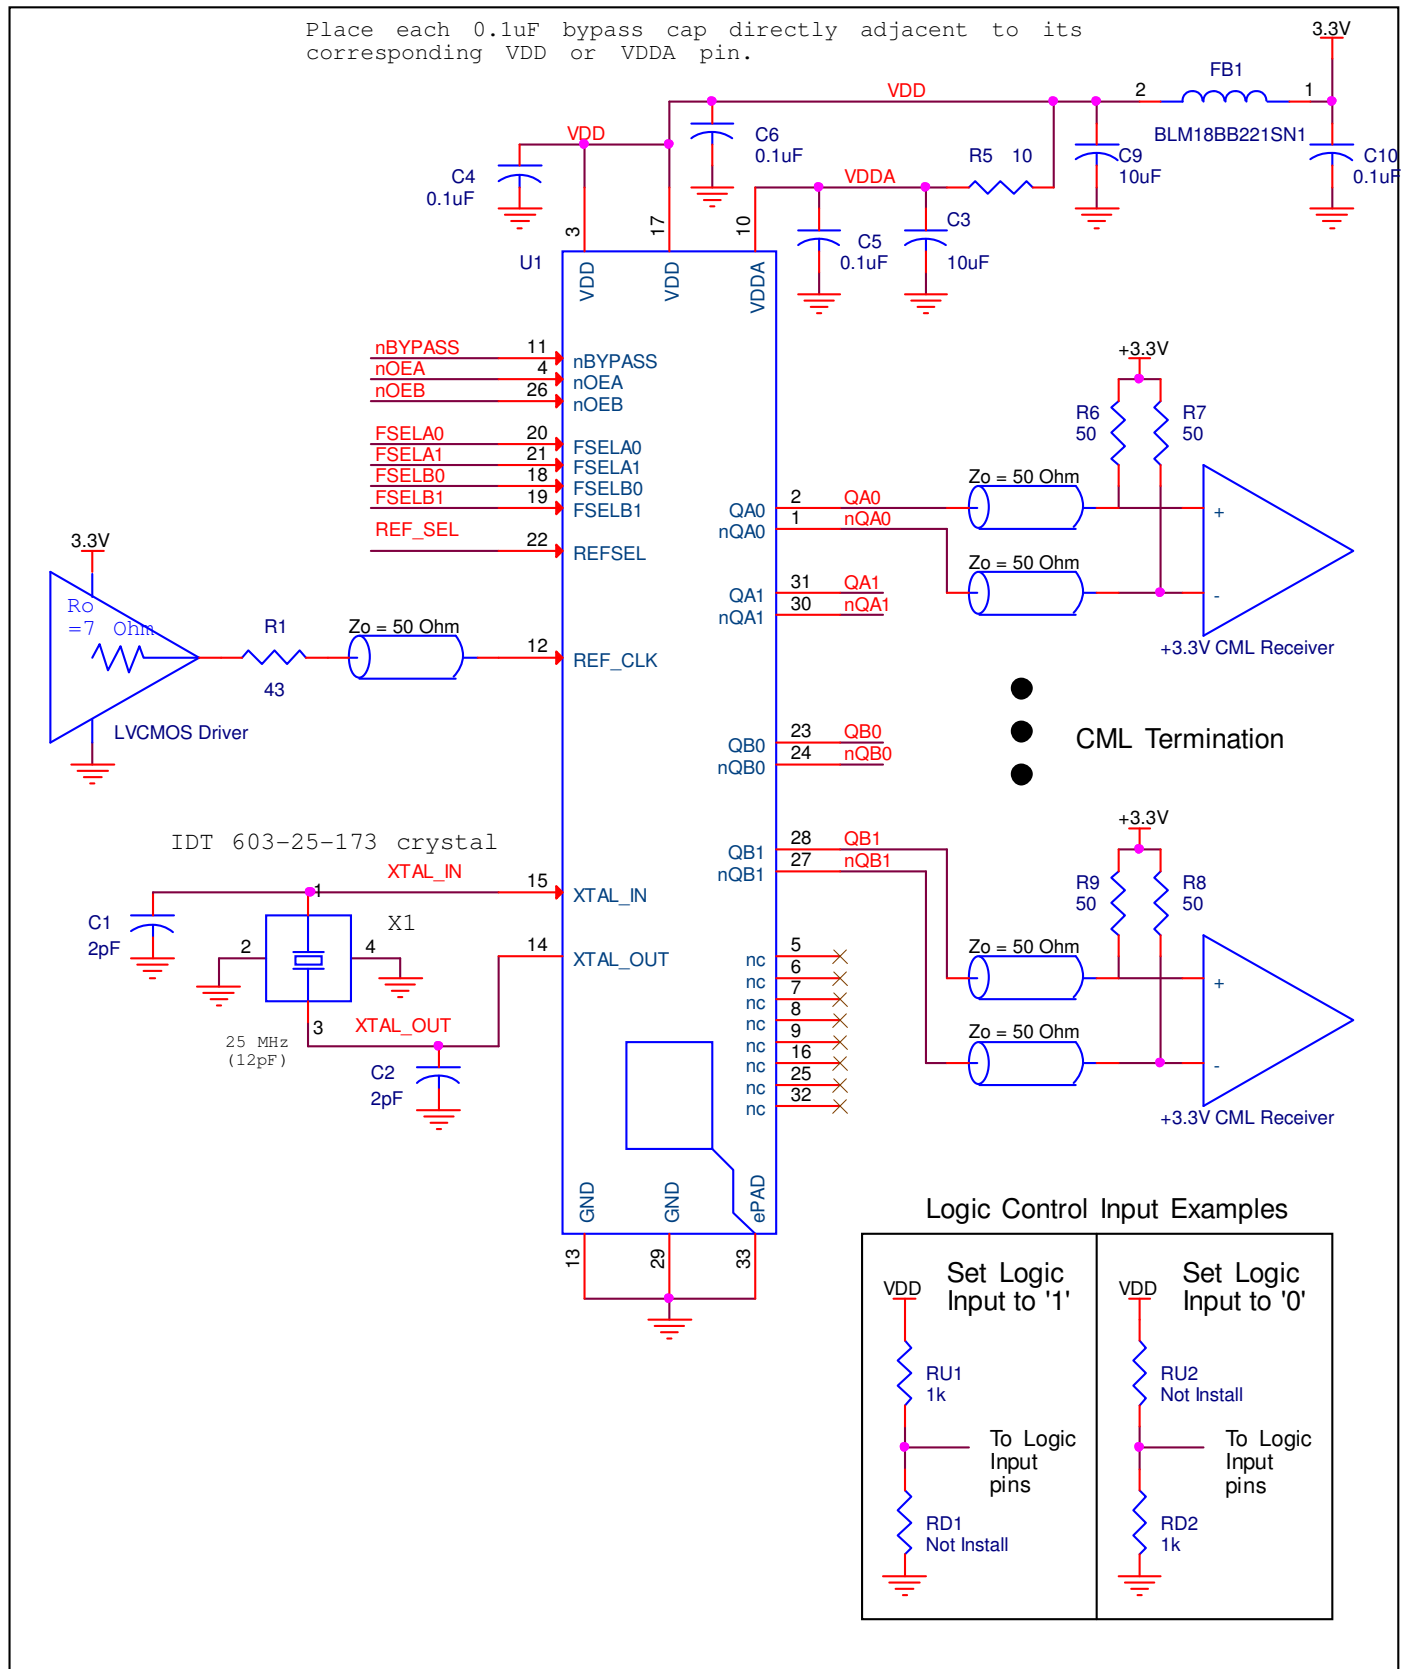 Place each 0.1uF bypass cap directly adjacent to its
corresponding VDD or VDDA pin.
3.3V
FB1
2
1
BLM18BB221SN1
VDD
VDD
C6
0.1uF
C4
0.1uF
R5 10
C9
10uF
C10
0.1uF
VDDA
C5
0.1uF
C3
10uF
3
17
10
U1
VDD
VDD
VDDA
nBYPASS
11
nBYPASS
nOEA
4
nOEA
nOEB
26
nOEB
FSELA0
20
FSELA0
FSELA1
21
FSELA1
FSELB0
18
FSELB0
FSELB1
19
FSELB1
REF_SEL
22
REFSEL
3.3V
Ro
=7 Ohm
R1
43
Zo = 50 Ohm
12
REF_CLK
LVCMOS Driver
IDT 603-25-173 crystal
XTAL_IN
15
XTAL_IN
1
C1
2pF
2
4
X1
14
XTAL_OUT
3
XTAL_OUT
25 MHz
(12pF)
C2
2pF
QA0
2
QA0
nQA0
1
nQA0
QA1
31
QA1
nQA1
30
nQA1
QB0
23
QB0
nQB0
24
nQB0
QB1
28
QB1
nQB1
27
nQB1
nc
5
nc
6
nc
7
nc
8
nc
9
nc
16
nc
25
nc
32
GND
GND
ePAD
13
29
33
+3.3V
R6
50
R7
50
Zo = 50 Ohm
Zo = 50 Ohm
+
-
+3.3V CML Receiver
CML Termination
+3.3V
R9
50
R8
50
Zo = 50 Ohm
Zo = 50 Ohm
+
-
+3.3V CML Receiver
Logic Control Input Examples
Set Logic
Input to '1'
VDD
RU1
1k
To Logic
Input
pins
RD1
Not Install
Set Logic
Input to '0'
VDD
RU2
Not Install
To Logic
Input
pins
RD2
1k